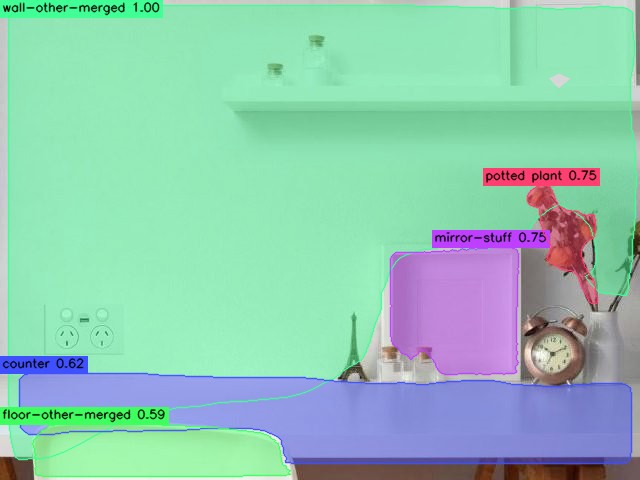 wall-other-merged 1.00
potted plant 0.75
mirror-stuff 0.75
counter 0.62
floor-other-merged 0.59